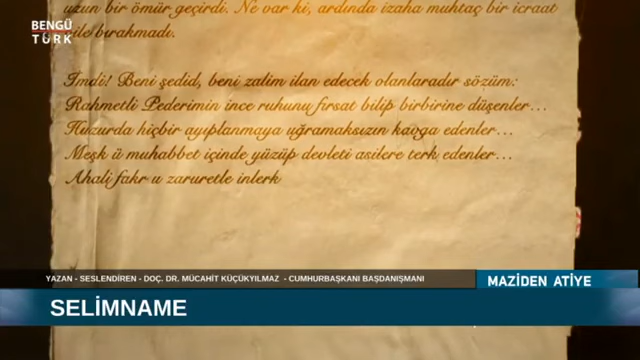 BENGÜ
TÜRK
uzun bir ömür geçirdi. Ne var ki, ardında izaha muhtaç bir icraat
bile bırakmadı.
İmdi! Beni şedid, beni zalim ilan edecek olanlaradır sözüm:
Rahmetli Pederimin ince ruhunu fırsat bilip birbirine düşenler…
Huzurda hiçbir ayıplanmaya uğramaksızın kavga edenler…
Meşk ü muhabbet içinde yüzüp devleti asilere terk edenler…
Ahali fakr u zaruretle inlerk
YAZAN - SESLENDİREN - DOÇ. DR. MÜCAHİT KÜÇÜKYILMAZ - CUMHURBAŞKANI BAŞDANIŞMANI
MAZİDEN ATİYE
SELIMNAME